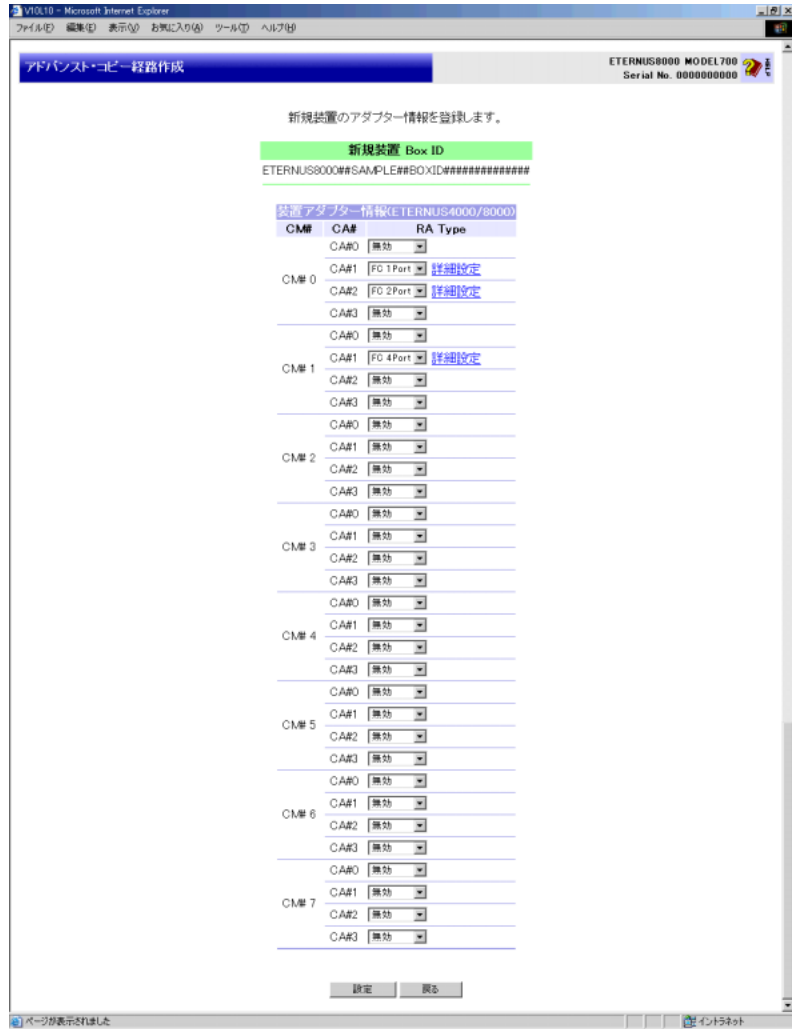 V10L10 - Microsoft Internet Explorer
ファイル(F) 編集(E) 表示(V) お気に入り(A) ツール(T) ヘルプ(H)
アドバンスト・コピー経路作成
ETERNUS8000 MODEL700
Serial No. 0000000000
新規装置のアダプター情報を登録します。
新規装置 Box ID
ETERNUS8000##SAMPLE##BOXID##############
装置アダプター情報(ETERNUS4000/8000)
CM# CA# RA Type
CM# 0
CA#0 無効
CA#1 FC 1Port 詳細設定
CA#2 FC 2Port 詳細設定
CA#3 無効
CM# 1
CA#0 無効
CA#1 FC 4Port 詳細設定
CA#2 無効
CA#3 無効
CM# 2
CA#0 無効
CA#1 無効
CA#2 無効
CA#3 無効
CM# 3
CA#0 無効
CA#1 無効
CA#2 無効
CA#3 無効
CM# 4
CA#0 無効
CA#1 無効
CA#2 無効
CA#3 無効
CM# 5
CA#0 無効
CA#1 無効
CA#2 無効
CA#3 無効
CM# 6
CA#0 無効
CA#1 無効
CA#2 無効
CA#3 無効
CM# 7
CA#0 無効
CA#1 無効
CA#2 無効
CA#3 無効
設定 戻る
ページが表示されました
イントラネット